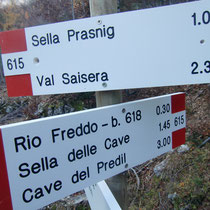 Sella Prasnig 1.0
615
Val Saisera 2.3
Rio Freddo – b. 618 0.30
Sella delle Cave 1.45 615
Cave del Predil 3.00